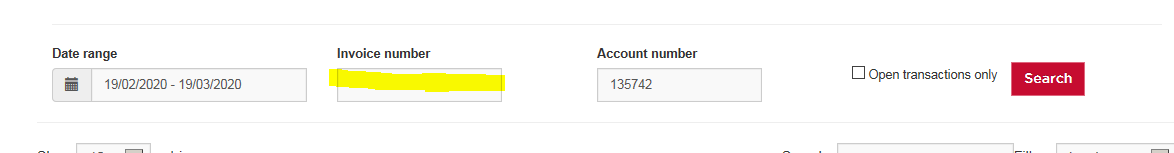 Date range
Invoice number
Account number
19/02/2020 - 19/03/2020
135742
Open transactions only
Search